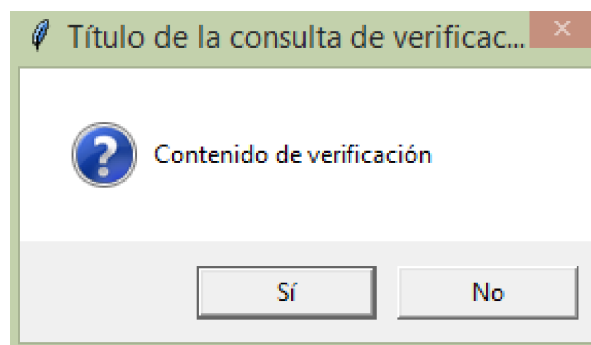 Título de la consulta de verificac...
Contenido de verificación
Sí
No